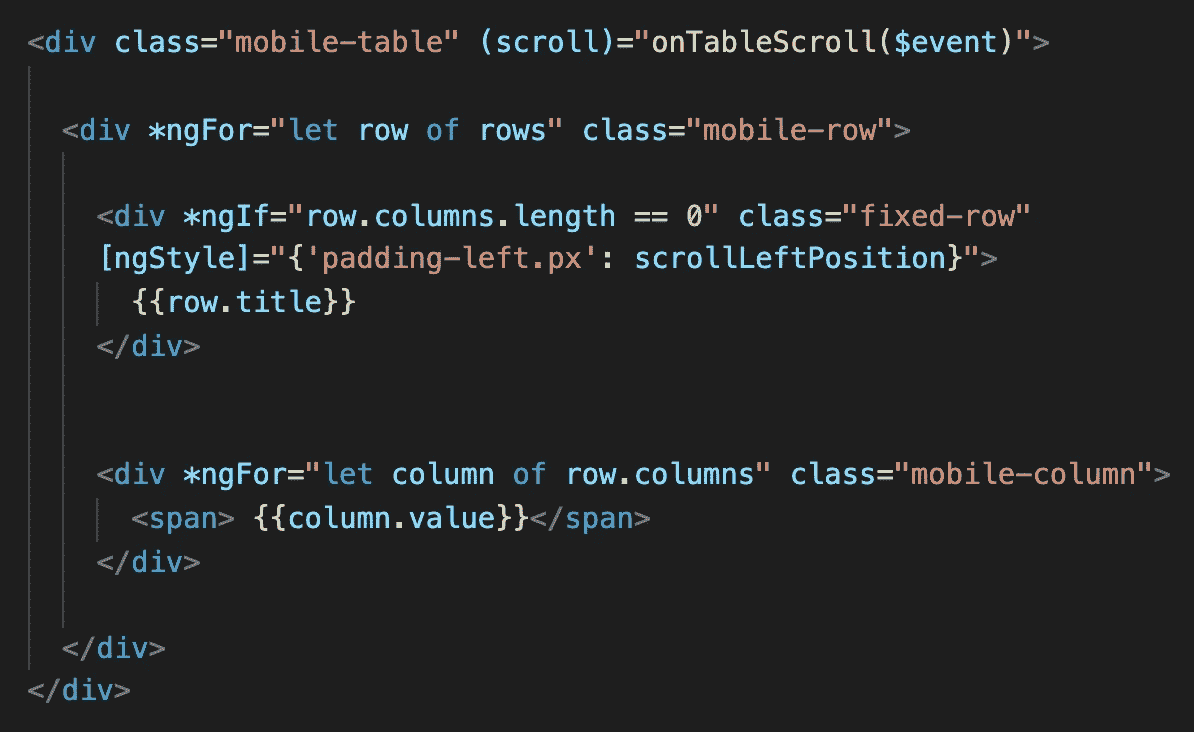 <div class="mobile-table" (scroll)="onTableScroll($event)">
<div *ngFor="let row of rows" class="mobile-row">
<div *ngIf="row.columns.length == 0" class="fixed-row"
[ngStyle]="{'padding-left.px': scrollLeftPosition}">
{{row.title}}
</div>
<div *ngFor="let column of row.columns" class="mobile-column">
<span> {{column.value}}</span>
</div>
</div>
</div>